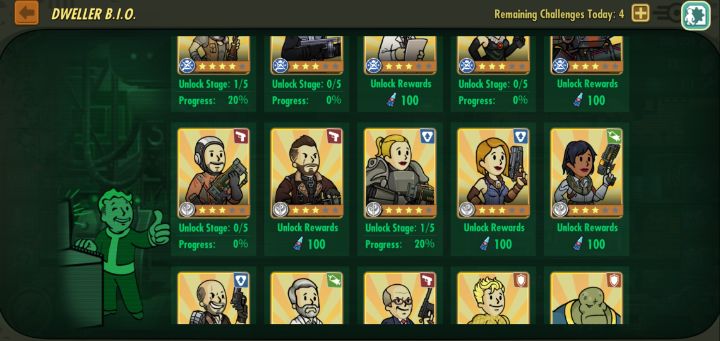 DWELLER B.I.O.
Remaining Challenges Today: 4
Unlock Stage: 1/5
Progress: 20%
Unlock Stage: 0/5
Progress: 0%
Unlock Rewards
100
Unlock Stage: 0/5
Progress: 0%
Unlock Rewards
100
Unlock Stage: 0/5
Progress: 0%
Unlock Rewards
100
Unlock Stage: 1/5
Progress: 20%
Unlock Rewards
100
Unlock Rewards
100